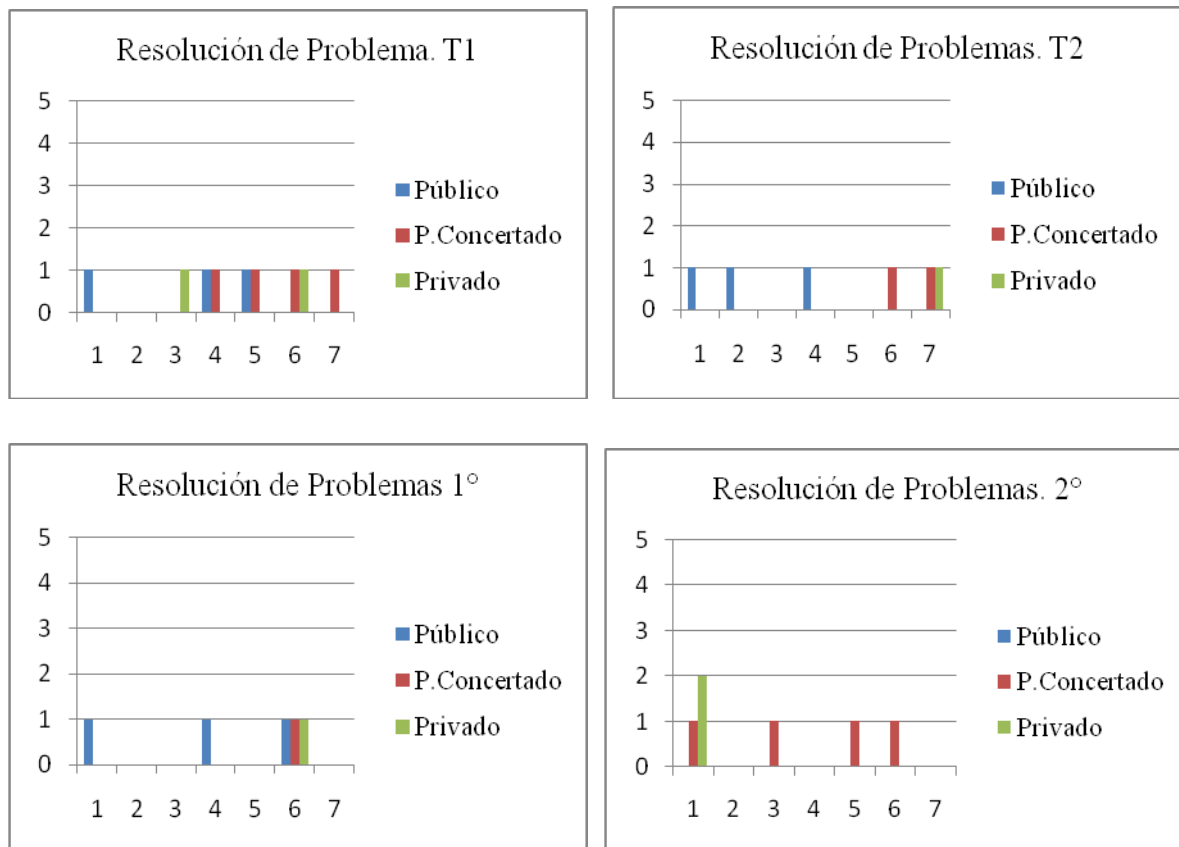 Resolución de Problema. T1
5
4
3
2
1
0
1 2 3 4 5 6 7
Público
P.Concertado
Privado
Resolución de Problemas. T2
5
4
3
2
1
0
1 2 3 4 5 6 7
Público
P.Concertado
Privado
Resolución de Problemas 1°
5
4
3
2
1
0
1 2 3 4 5 6 7
Público
P.Concertado
Privado
Resolución de Problemas. 2°
5
4
3
2
1
0
1 2 3 4 5 6 7
Público
P.Concertado
Privado